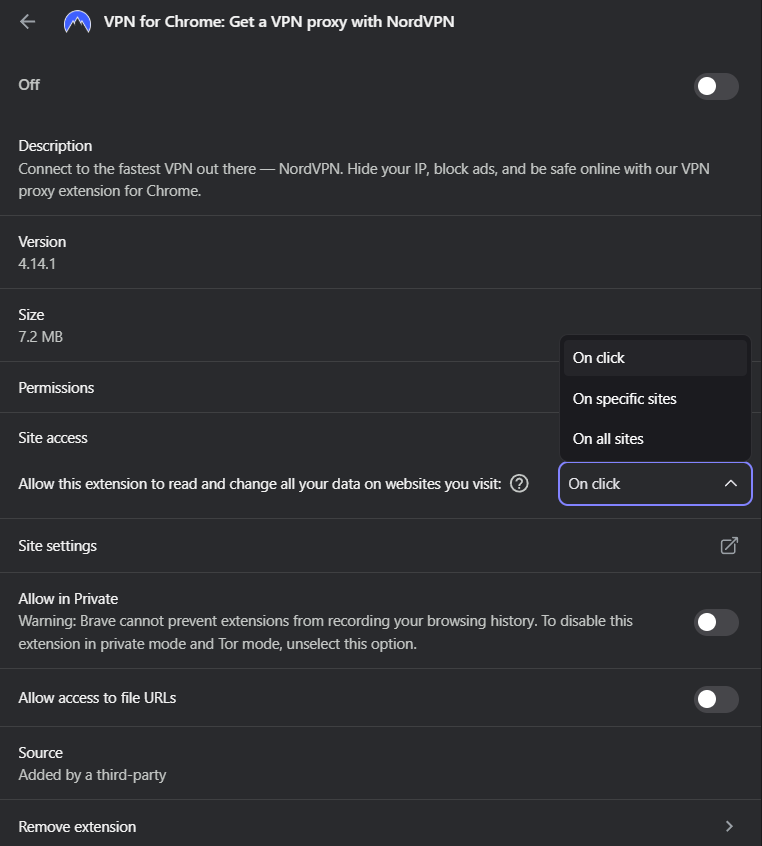 VPN for Chrome: Get a VPN proxy with NordVPN
Off
Description
Connect to the fastest VPN out there — NordVPN. Hide your IP, block ads, and be safe online with our VPN
proxy extension for Chrome.
Version
4.14.1
Size
7.2 MB
Permissions
Site access
On click
On specific sites
On all sites
Allow this extension to read and change all your data on websites you visit:
On click
Site settings
Allow in Private
Warning: Brave cannot prevent extensions from recording your browsing history. To disable this
extension in private mode and Tor mode, unselect this option.
Allow access to file URLs
Source
Added by a third-party
Remove extension